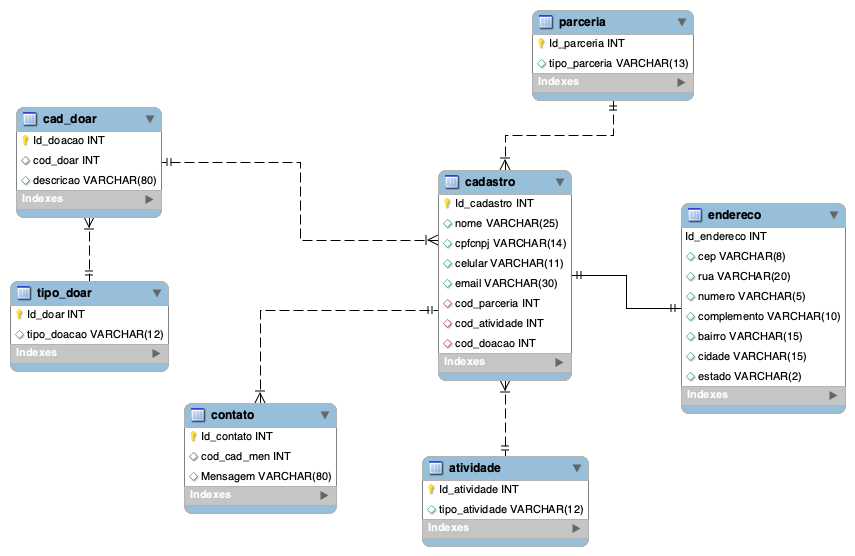 parceria
Id_parceria INT
tipo_parceria VARCHAR(13)
Indexes
cad_doar
Id_doacao INT
cod_doar INT
descricao VARCHAR(80)
Indexes
cadastro
Id_cadastro INT
nome VARCHAR(25)
cpfcnpj VARCHAR(14)
celular VARCHAR(11)
email VARCHAR(30)
cod_parceria INT
cod_atividade INT
cod_doacao INT
Indexes
endereco
Id_endereco INT
cep VARCHAR(8)
rua VARCHAR(20)
numero VARCHAR(5)
complemento VARCHAR(10)
bairro VARCHAR(15)
cidade VARCHAR(15)
estado VARCHAR(2)
Indexes
tipo_doar
Id_doar INT
tipo_doacao VARCHAR(12)
Indexes
contato
Id_contato INT
cod_cad_men INT
Mensagem VARCHAR(80)
Indexes
atividade
Id_atividade INT
tipo_atividade VARCHAR(12)
Indexes